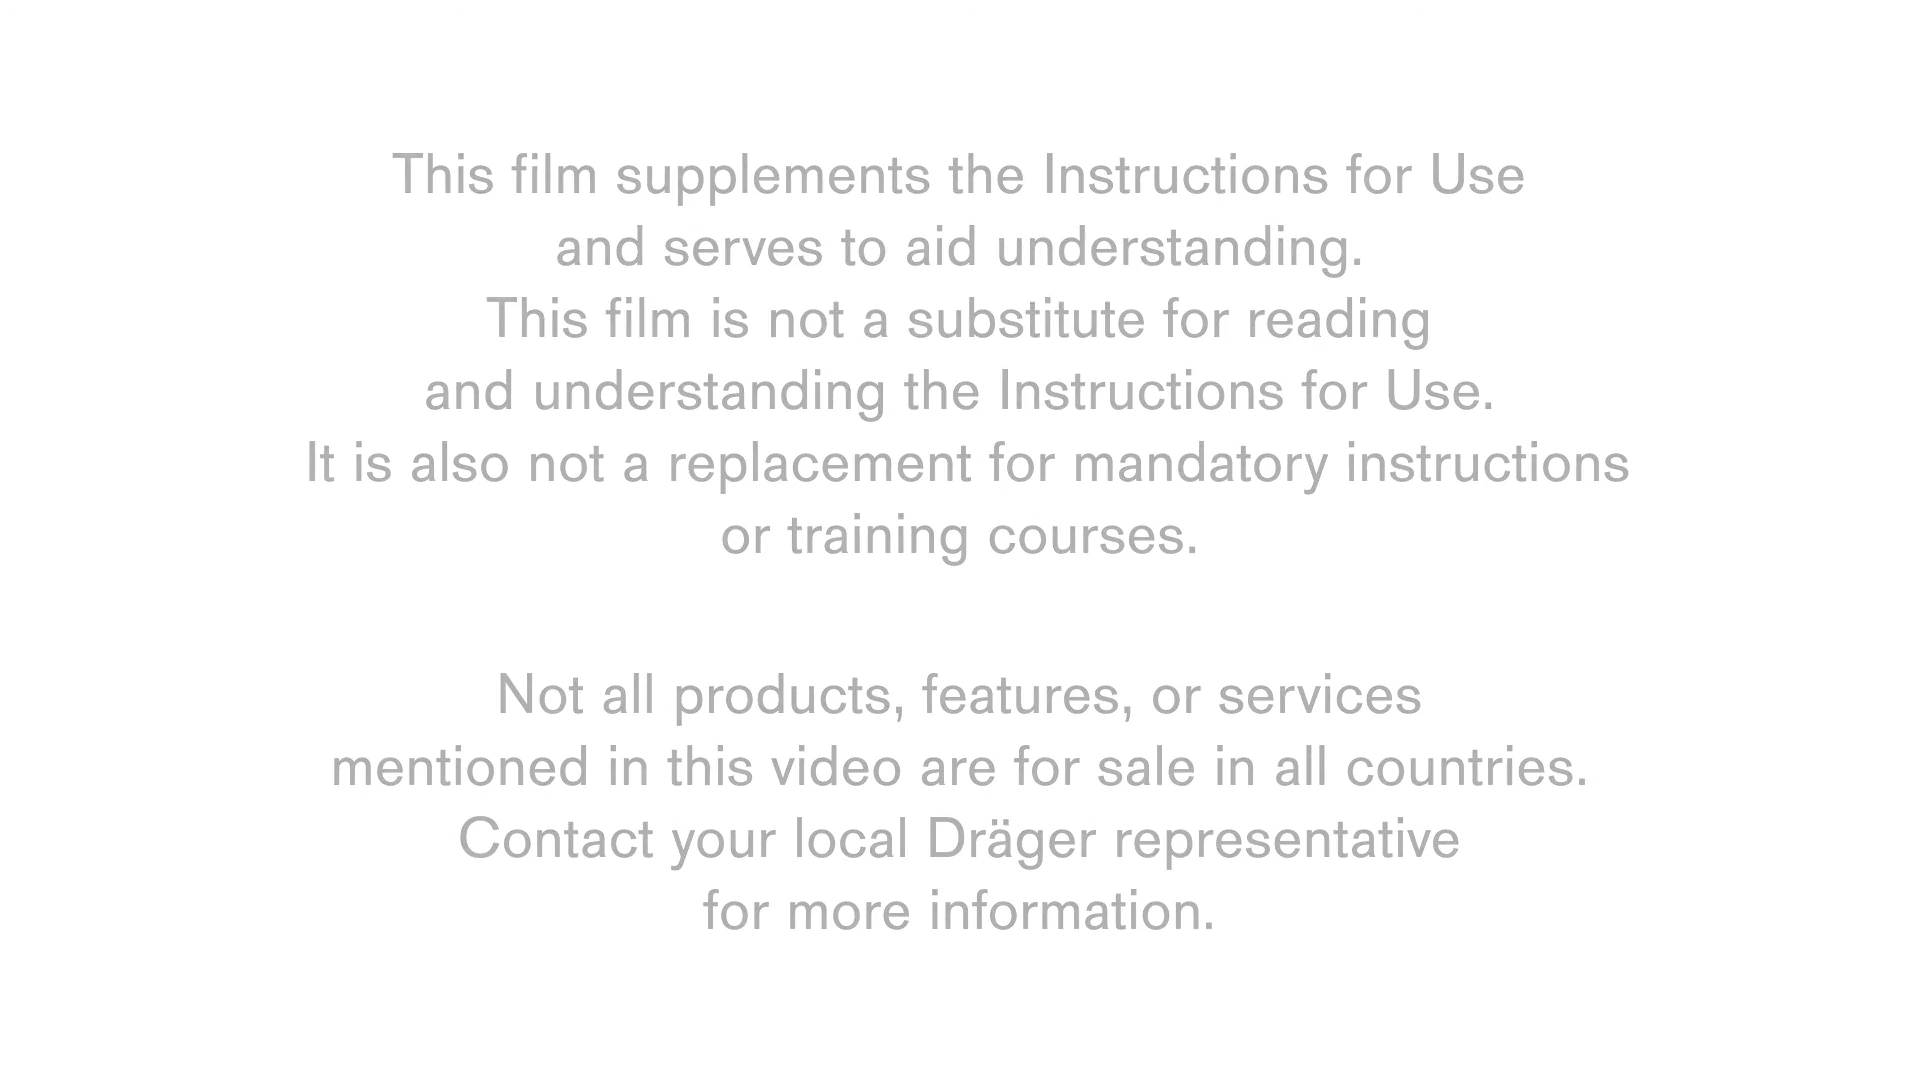 This film supplements the Instructions for Use
and serves to aid understanding.
This film is not a substitute for reading
and understanding the Instructions for Use.
It is also not a replacement for mandatory instructions
or training courses.
Not all products, features, or services
mentioned in this video are for sale in all countries.
Contact your local Dräger representative
for more information.